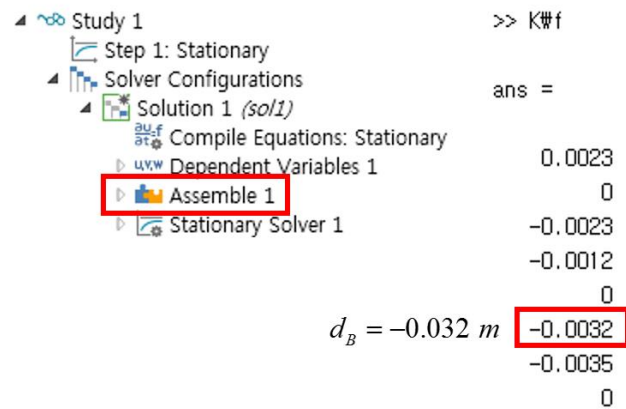 Study 1
Step 1: Stationary
Solver Configurations
Solution 1 (sol1)
Compile Equations: Stationary
Dependent Variables 1
Assemble 1
Stationary Solver 1
>> K₩f
ans =
0.0023
0
-0.0023
-0.0012
0
d_B = -0.032 m
-0.0032
-0.0035
0